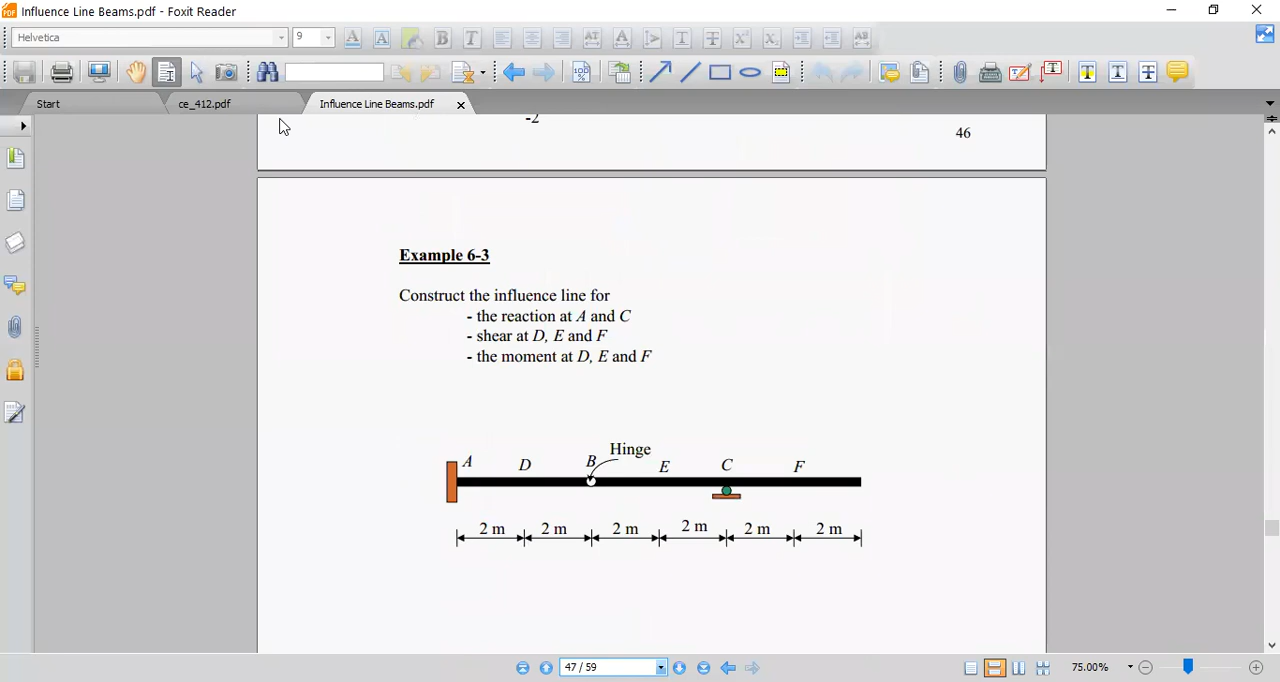 Influence Line Beams.pdf - Foxit Reader
Helvetica 9
Start ce_412.pdf Influence Line Beams.pdf
-2
46
Example 6-3
Construct the influence line for
- the reaction at A and C
- shear at D, E and F
- the moment at D, E and F
Hinge
A D B E C F
2 m 2 m 2 m 2 m 2 m 2 m
47 / 59 75.00%